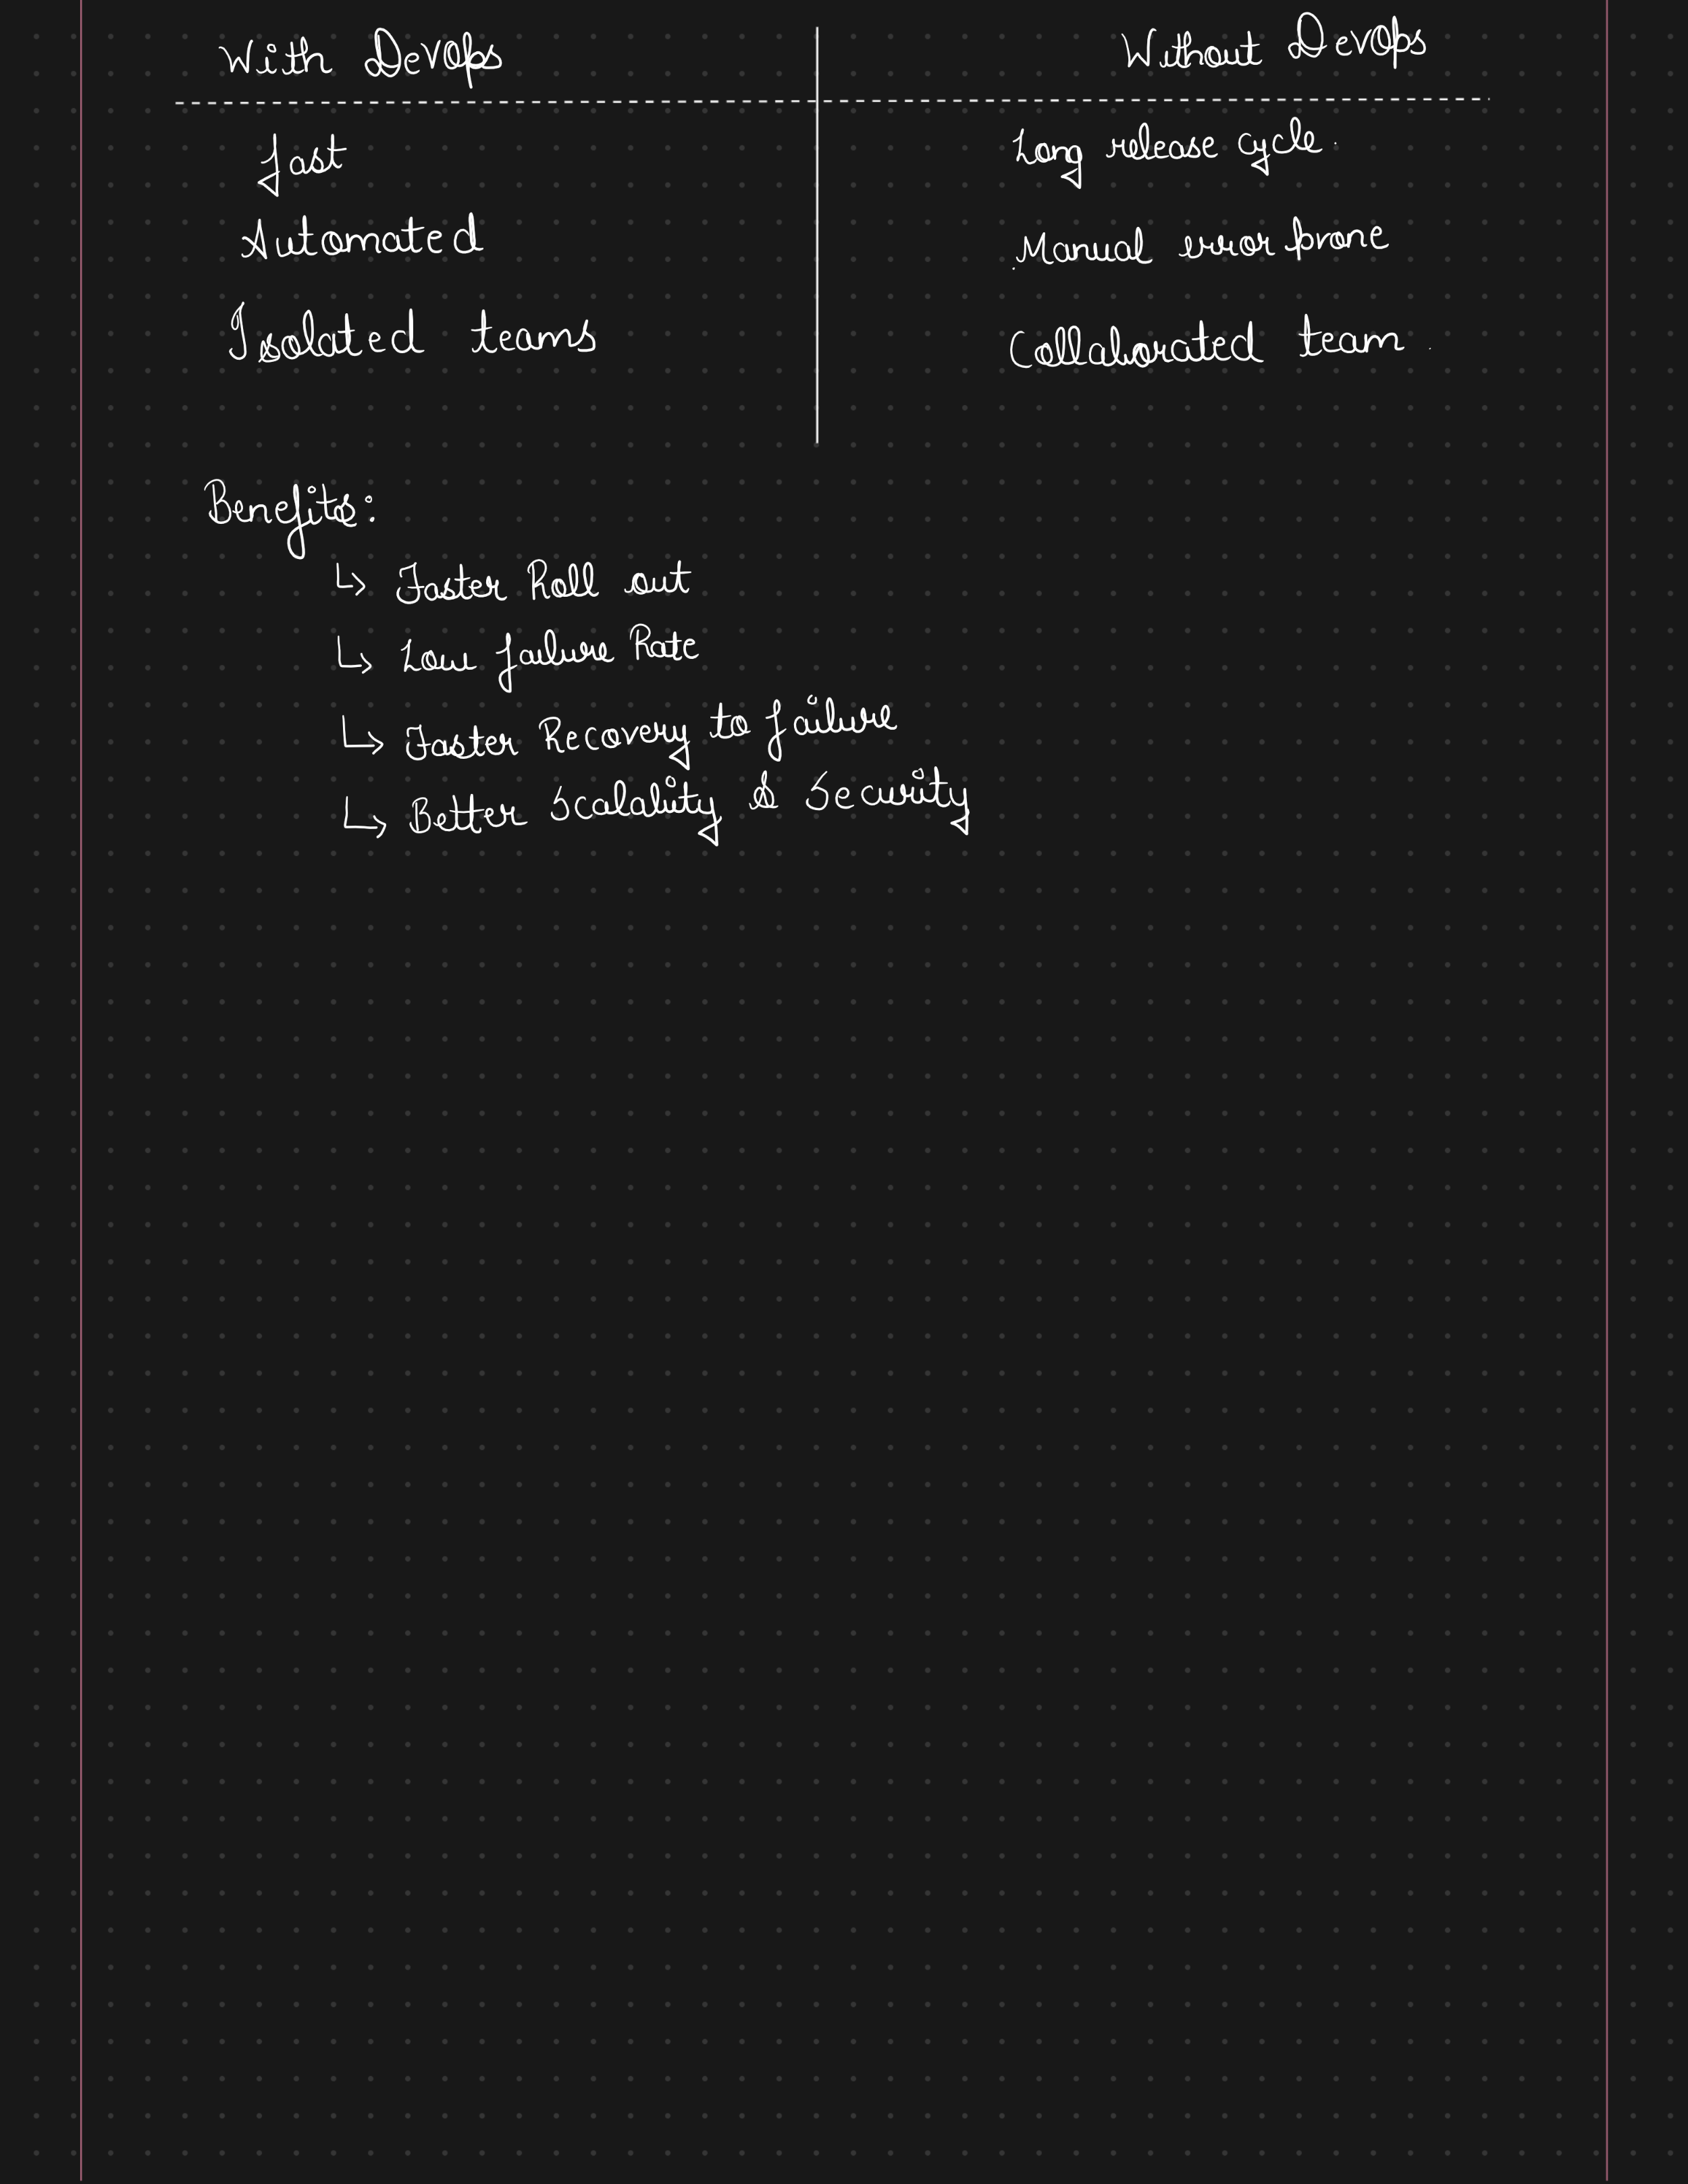 With DevOps Without DevOps
fast Long release cycle.
Automated Manual error prone
Isolated teams Collaborated team.
Benefits:
↳ Faster Roll out
↳ Low failure Rate
↳ Faster Recovery to failure
↳ Better Scalability & Security